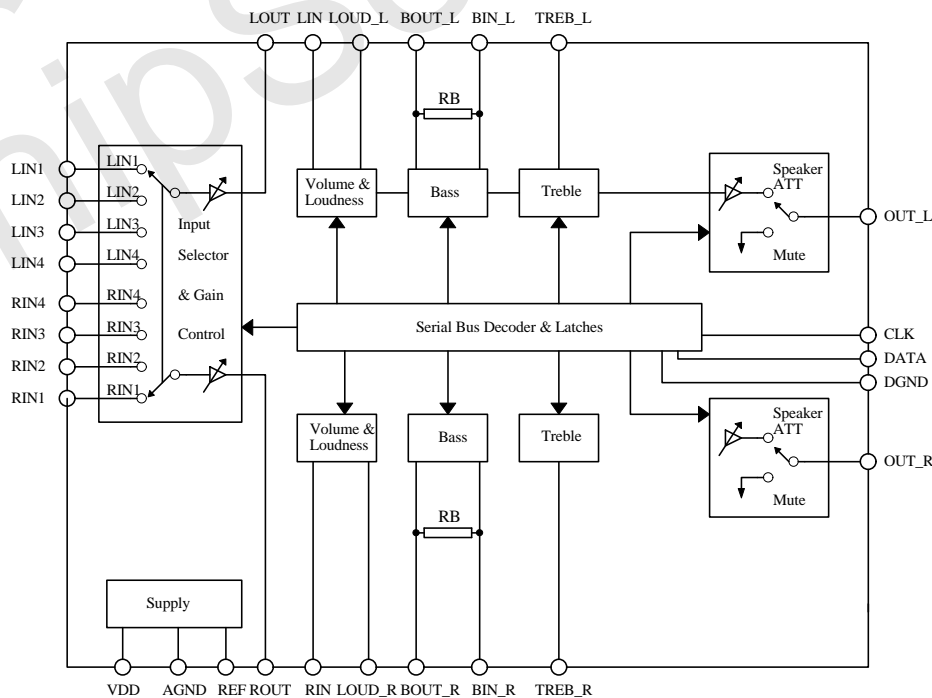 LOUT LIN LOUD_L BOUT_L BIN_L TREB_L
RB
LIN1
LIN2
LIN3
LIN4
RIN4
RIN3
RIN2
RIN1
LIN1
LIN2
LIN3
LIN4
RIN4
RIN3
RIN2
RIN1
Input
Selector
& Gain
Control
Volume &
Loudness
Bass
Treble
Speaker
ATT
Mute
OUT_L
Serial Bus Decoder & Latches
CLK
DATA
DGND
Volume &
Loudness
Bass
Treble
Speaker
ATT
Mute
OUT_R
RB
Supply
VDD AGND REF ROUT RIN LOUD_R BOUT_R BIN_R TREB_R